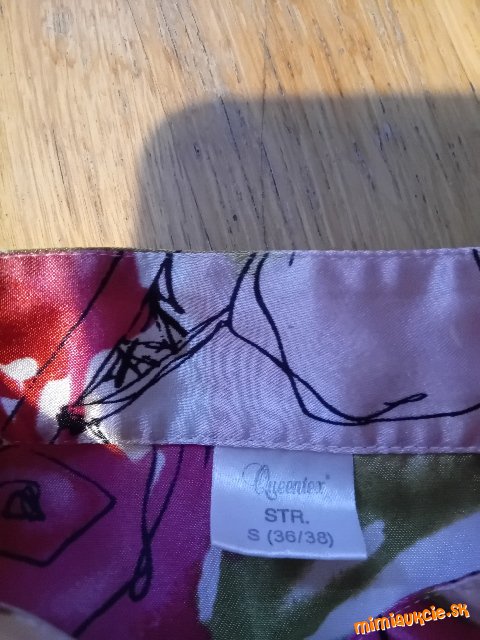 Queentex®
STR.
S (36/38)
mimiaukcie.sk